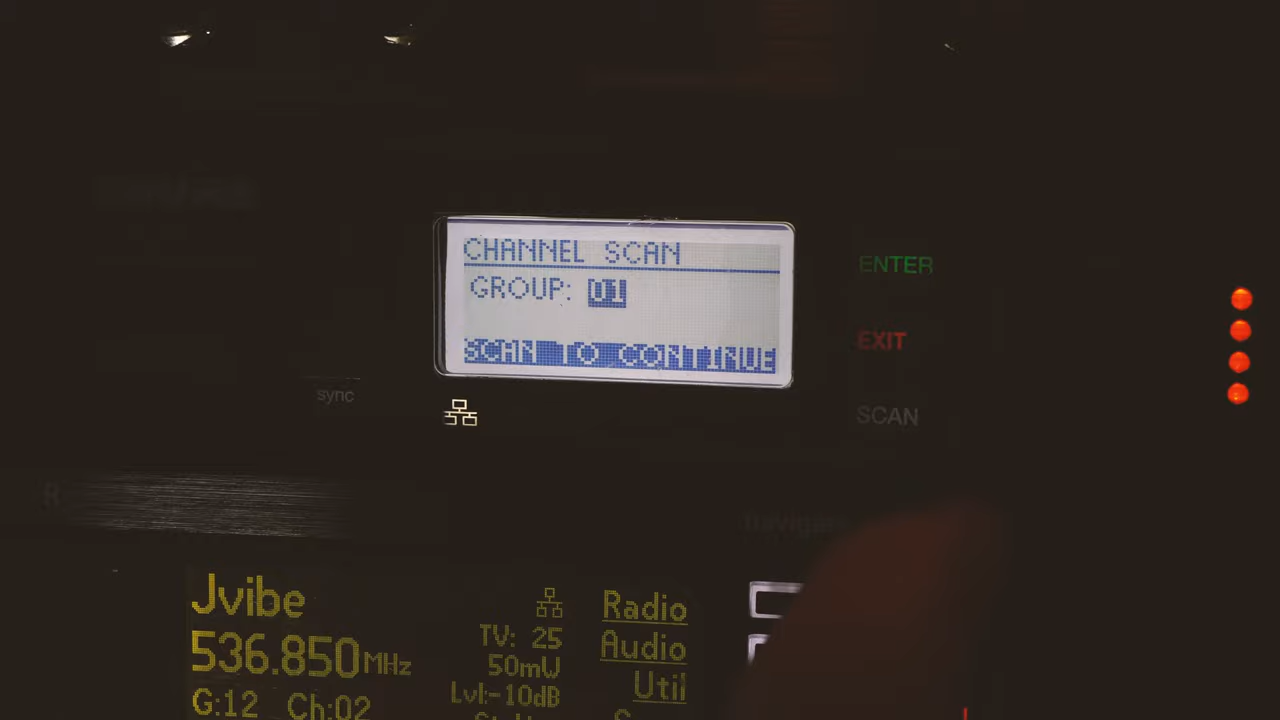 CHANNEL SCAN
GROUP: 01
SCAN TO CONTINUE
ENTER
EXIT
SCAN
sync
Jvibe
536.850MHz
G:12 Ch:02
TV: 25
50mW
Lvl:-10dB
Radio
Audio
Util